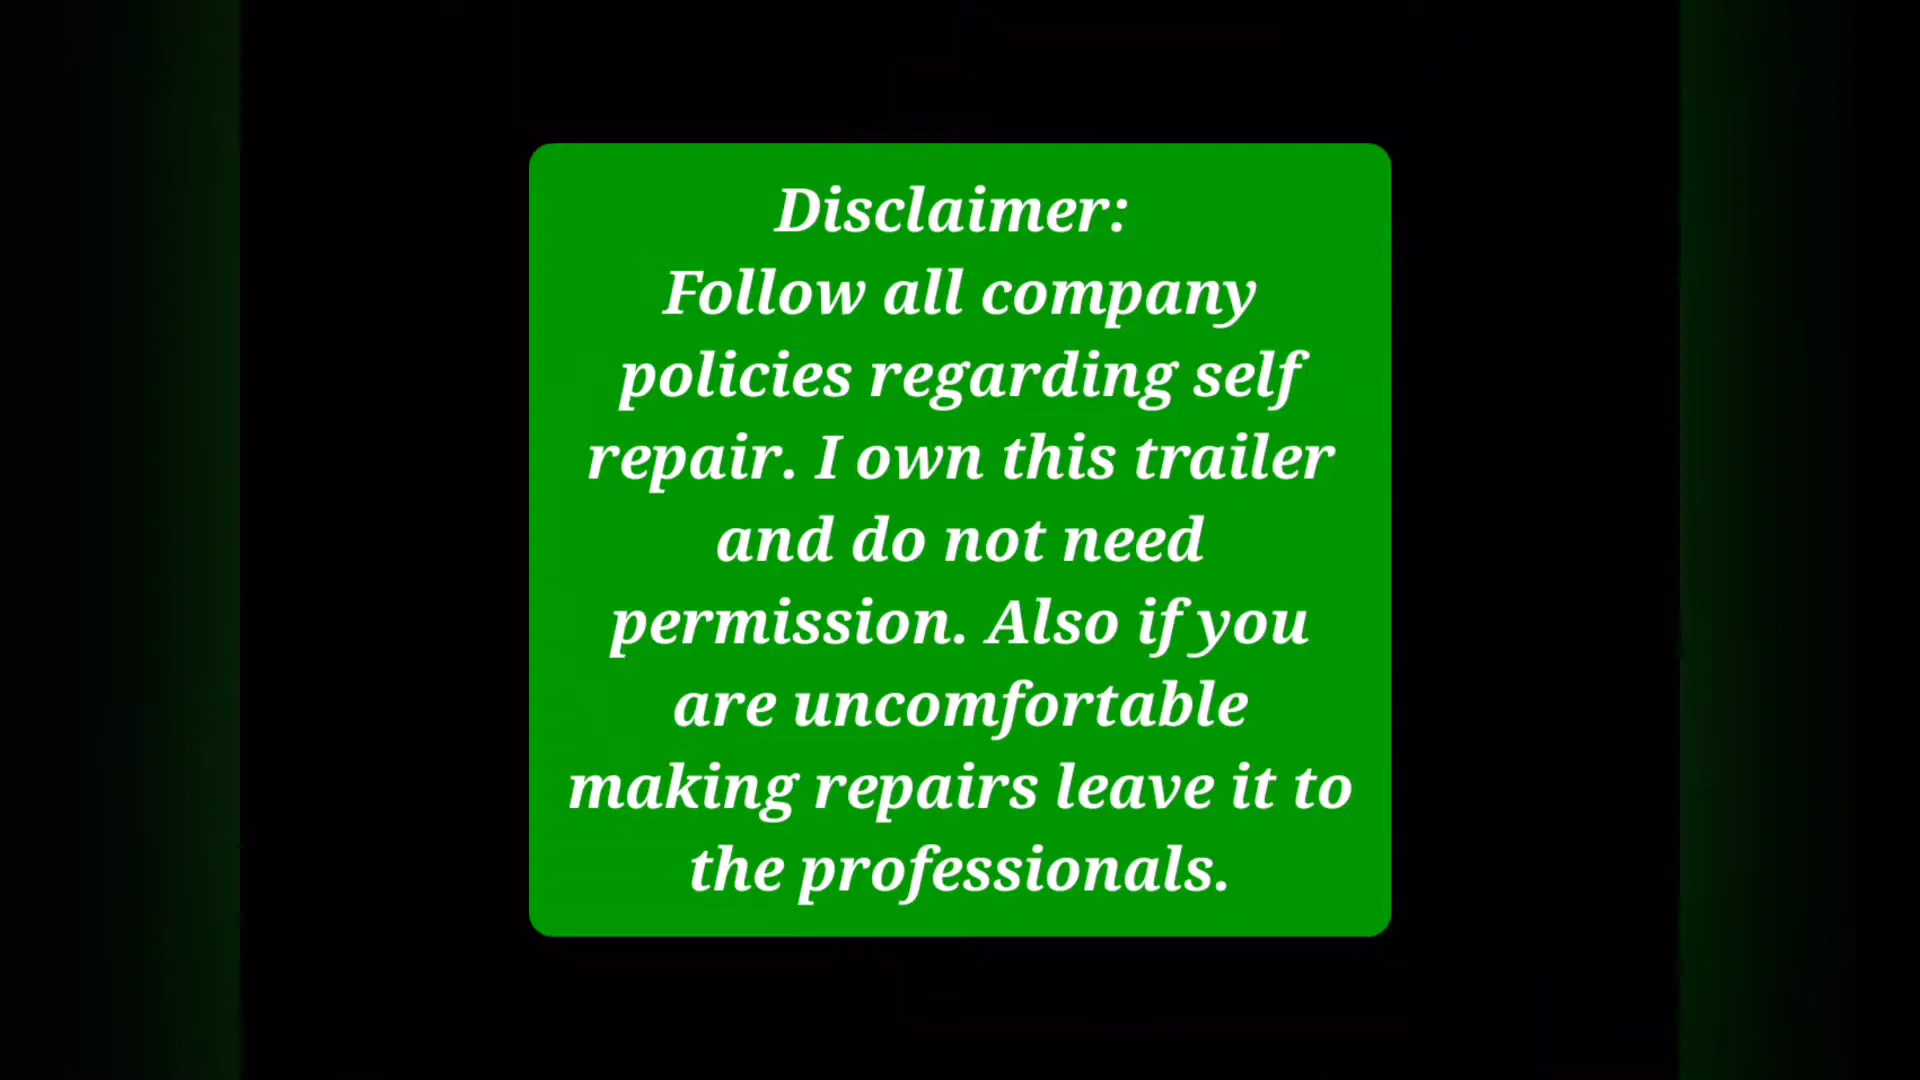 Disclaimer:
Follow all company
policies regarding self
repair. I own this trailer
and do not need
permission. Also if you
are uncomfortable
making repairs leave it to
the professionals.